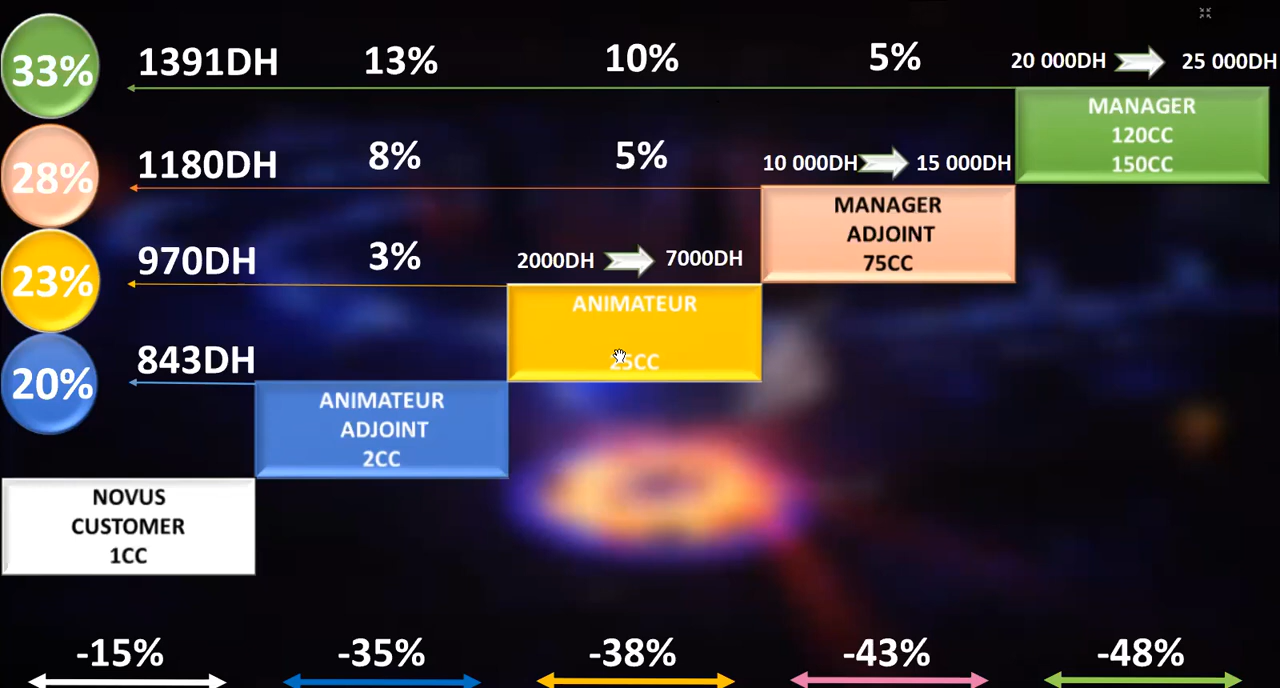 33% 1391DH 13% 10% 5% 20 000DH 25 000DH
MANAGER
120CC
150CC
28% 1180DH 8% 5% 10 000DH 15 000DH
MANAGER
ADJOINT
75CC
23% 970DH 3% 2000DH 7000DH
ANIMATEUR
25CC
20% 843DH
ANIMATEUR
ADJOINT
2CC
NOVUS
CUSTOMER
1CC
-15% -35% -38% -43% -48%